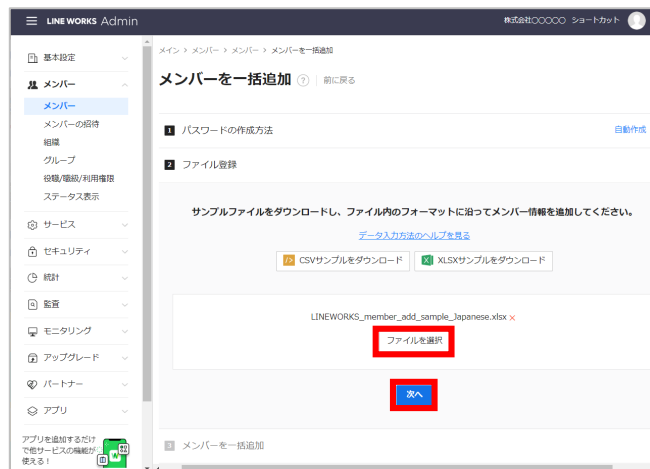 LINE WORKS Admin
株式会社○○○○○ ショートカット
基本設定
メンバー
メンバー
メンバーの招待
組織
グループ
役職/職級/利用権限
ステータス表示
サービス
セキュリティ
統計
監査
モニタリング
アップグレード
パートナー
アプリ
アプリを追加するだけ
で他サービスの機能が
使える！
メイン > メンバー > メンバー > メンバーを一括追加
メンバーを一括追加 ? | 前に戻る
1 パスワードの作成方法 自動作成
2 ファイル登録
サンプルファイルをダウンロードし、ファイル内のフォーマットに沿ってメンバー情報を追加してください。
データ入力方法のヘルプを見る
CSVサンプルをダウンロード XLSXサンプルをダウンロード
LINEWORKS_member_add_sample_Japanese.xlsx ×
ファイルを選択
次へ
3 メンバーを一括追加